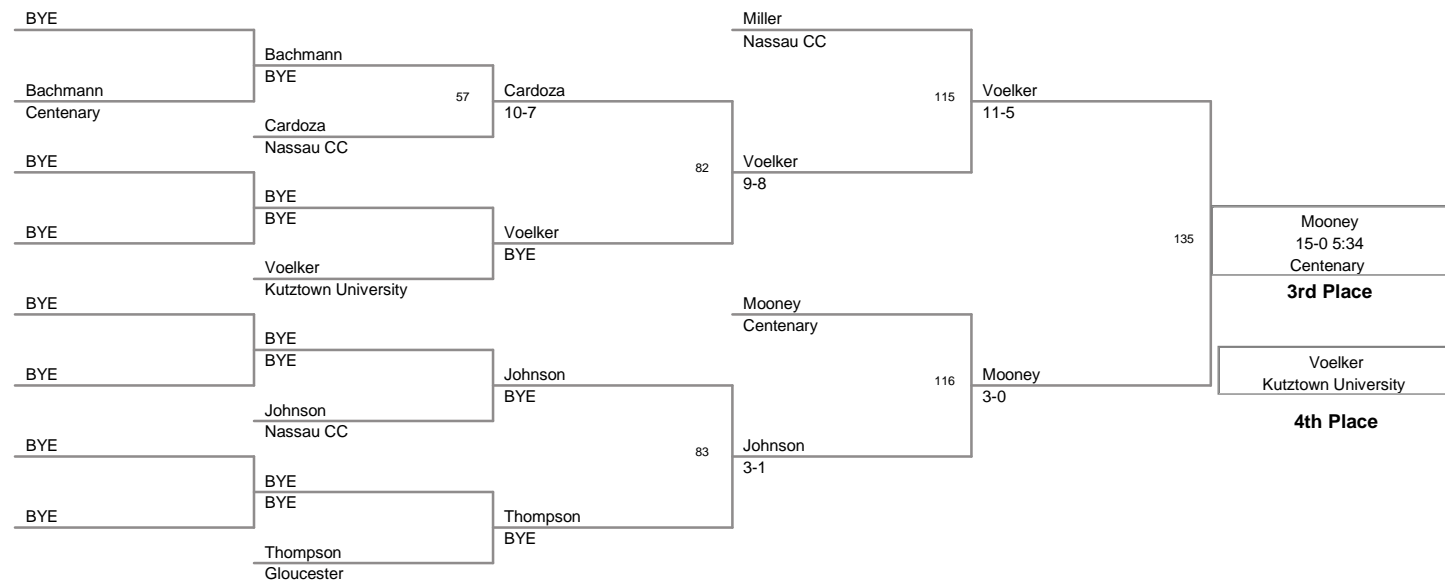 BYE
Bachmann
Centenary
BYE
BYE
BYE
BYE
BYE
BYE
Bachmann
BYE
57
Cardoza
Nassau CC
BYE
BYE
Voelker
Kutztown University
BYE
BYE
Johnson
Nassau CC
BYE
BYE
Thompson
Gloucester
Cardoza
10-7
82
Voelker
BYE
Johnson
BYE
83
Thompson
BYE
Miller
Nassau CC
115
Voelker
9-8
Mooney
Centenary
116
Johnson
3-1
Voelker
11-5
135
Mooney
3-0
Mooney
15-0 5:34
Centenary
3rd Place
Voelker
Kutztown University
4th Place